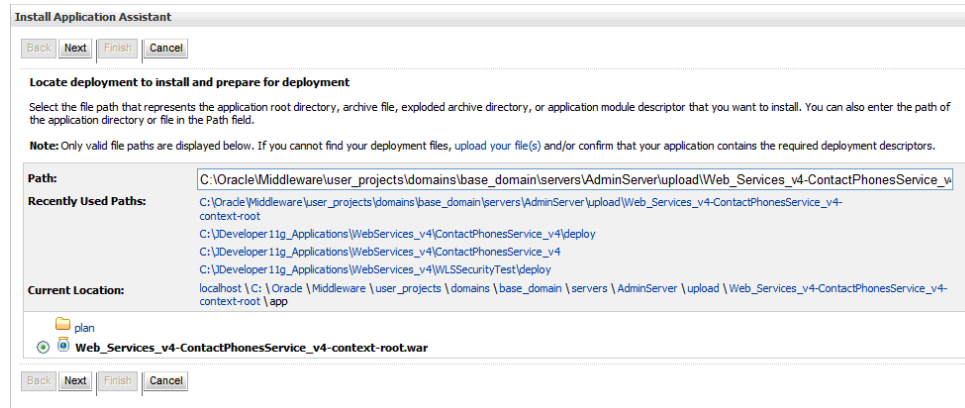 Install Application Assistant
Back Next Finish Cancel
Locate deployment to install and prepare for deployment
Select the file path that represents the application root directory, archive file, exploded archive directory, or application module descriptor that you want to install. You can also enter the path of
the application directory or file in the Path field.
Note: Only valid file paths are displayed below. If you cannot find your deployment files, upload your file(s) and/or confirm that your application contains the required deployment descriptors.
Path: C:\Oracle\Middleware\user_projects\domains\base_domain\servers\AdminServer\upload\Web_Services_v4-ContactPhonesService_v4
Recently Used Paths: C:\Oracle\Middleware\user_projects\domains\base_domain\servers\AdminServer\upload\Web_Services_v4-ContactPhonesService_v4-
context-root
C:\JDeveloper11g_Applications\WebServices_v4\ContactPhonesService_v4\deploy
C:\JDeveloper11g_Applications\WebServices_v4\ContactPhonesService_v4
C:\JDeveloper11g_Applications\WebServices_v4\WLSSecurityTest\deploy
Current Location: localhost \ C: \ Oracle \ Middleware \ user_projects \ domains \ base_domain \ servers \ AdminServer \ upload \ Web_Services_v4-ContactPhonesService_v4-
context-root \ app
plan
Web_Services_v4-ContactPhonesService_v4-context-root.war
Back Next Finish Cancel